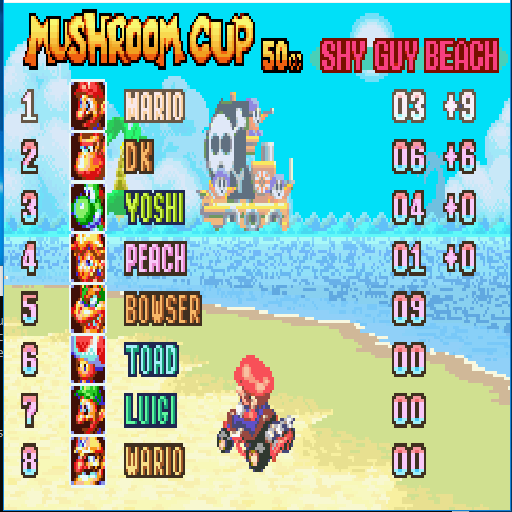 MUSHROOM CUP 50cc SHY GUY BEACH
1 MARIO 03 +9
2 DK 06 +6
3 YOSHI 04 +0
4 PEACH 01 +0
5 BOWSER 09
6 TOAD 00
7 LUIGI 00
8 WARIO 00